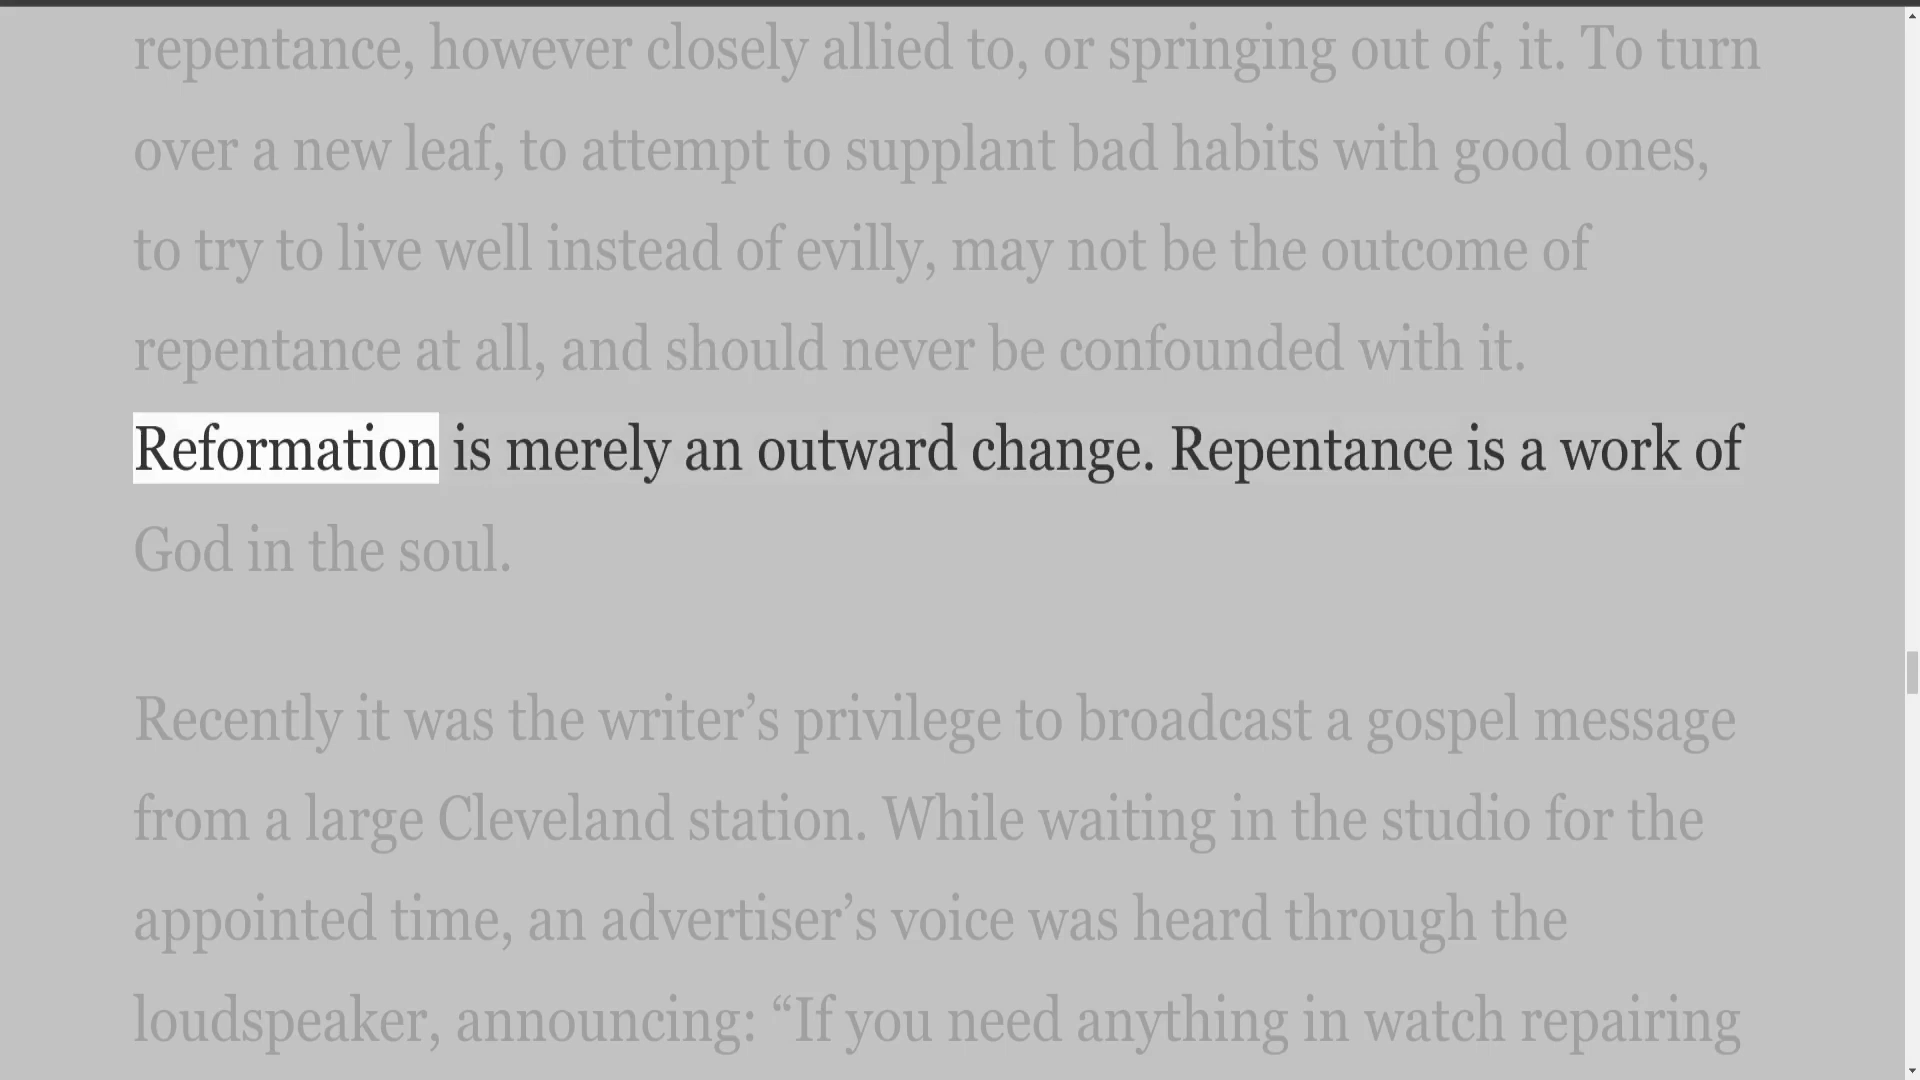 repentance, however closely allied to, or springing out of, it. To turn
over a new leaf, to attempt to supplant bad habits with good ones,
to try to live well instead of evilly, may not be the outcome of
repentance at all, and should never be confounded with it.
Reformation is merely an outward change. Repentance is a work of
God in the soul.
Recently it was the writer’s privilege to broadcast a gospel message
from a large Cleveland station. While waiting in the studio for the
appointed time, an advertiser’s voice was heard through the
loudspeaker, announcing: “If you need anything in watch repairing